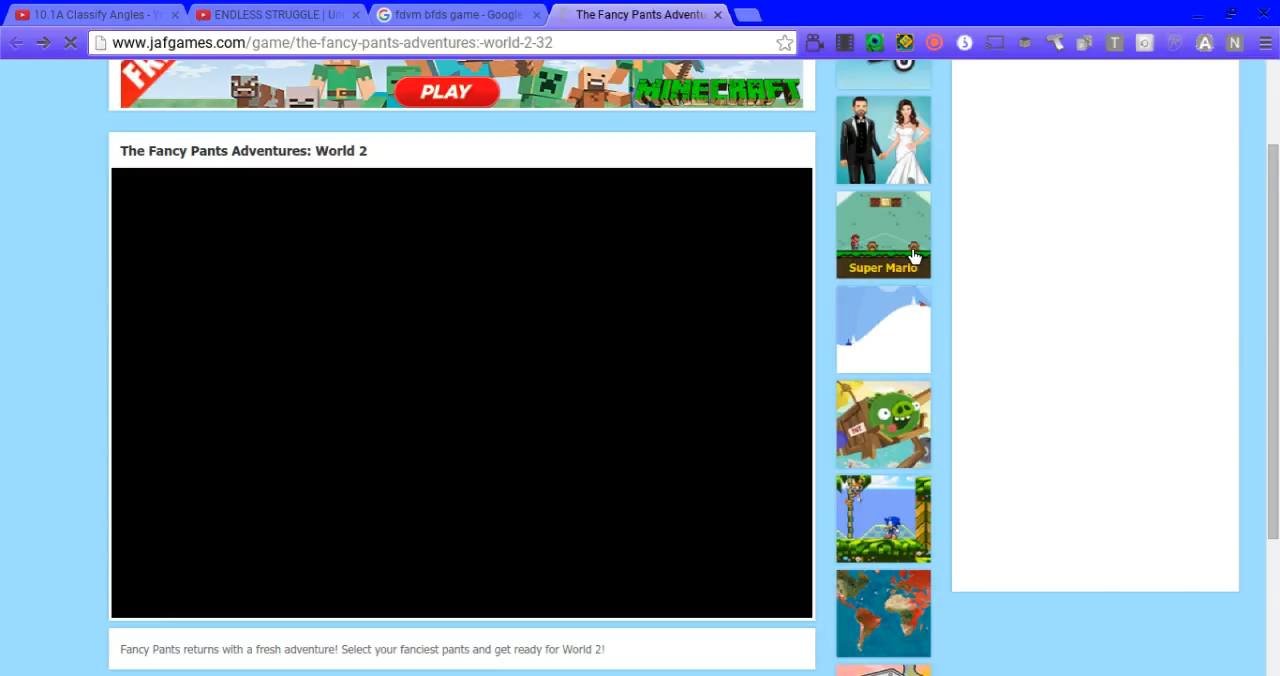 10.1A Classify Angles - Y
ENDLESS STRUGGLE | Un
fdvm bfds game - Google
The Fancy Pants Adventu
www.jafgames.com/game/the-fancy-pants-adventures:-world-2-32
PLAY
MINECRAFT
The Fancy Pants Adventures: World 2
Super Mario
Fancy Pants returns with a fresh adventure! Select your fanciest pants and get ready for World 2!